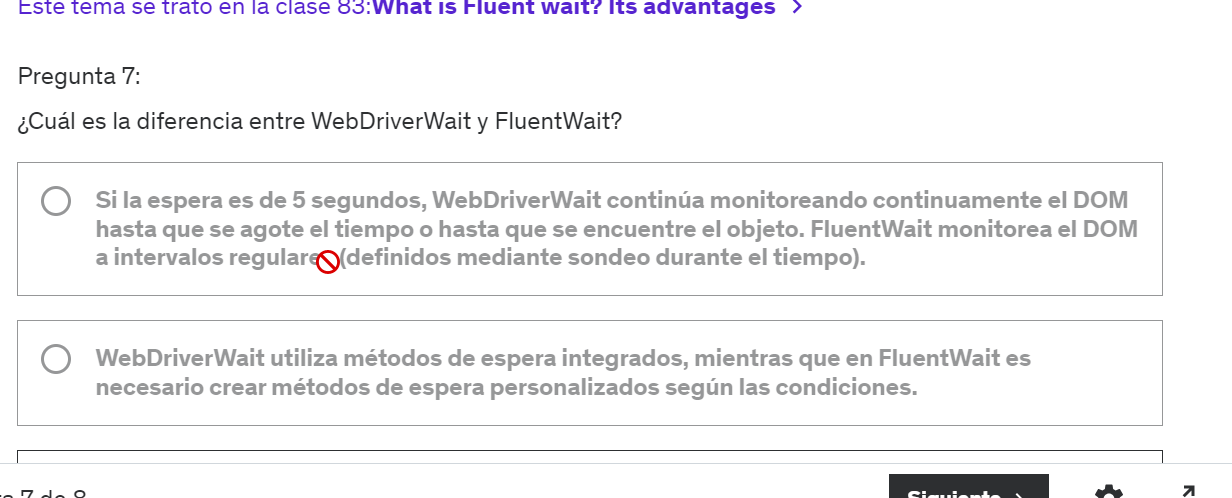 Este tema se trató en la clase 83:What is Fluent wait? Its advantages
Pregunta 7:
¿Cuál es la diferencia entre WebDriverWait y FluentWait?
Si la espera es de 5 segundos, WebDriverWait continúa monitoreando continuamente el DOM
hasta que se agote el tiempo o hasta que se encuentre el objeto. FluentWait monitorea el DOM
a intervalos regulares (definidos mediante sondeo durante el tiempo).
WebDriverWait utiliza métodos de espera integrados, mientras que en FluentWait es
necesario crear métodos de espera personalizados según las condiciones.
7 de 8
Siguiente